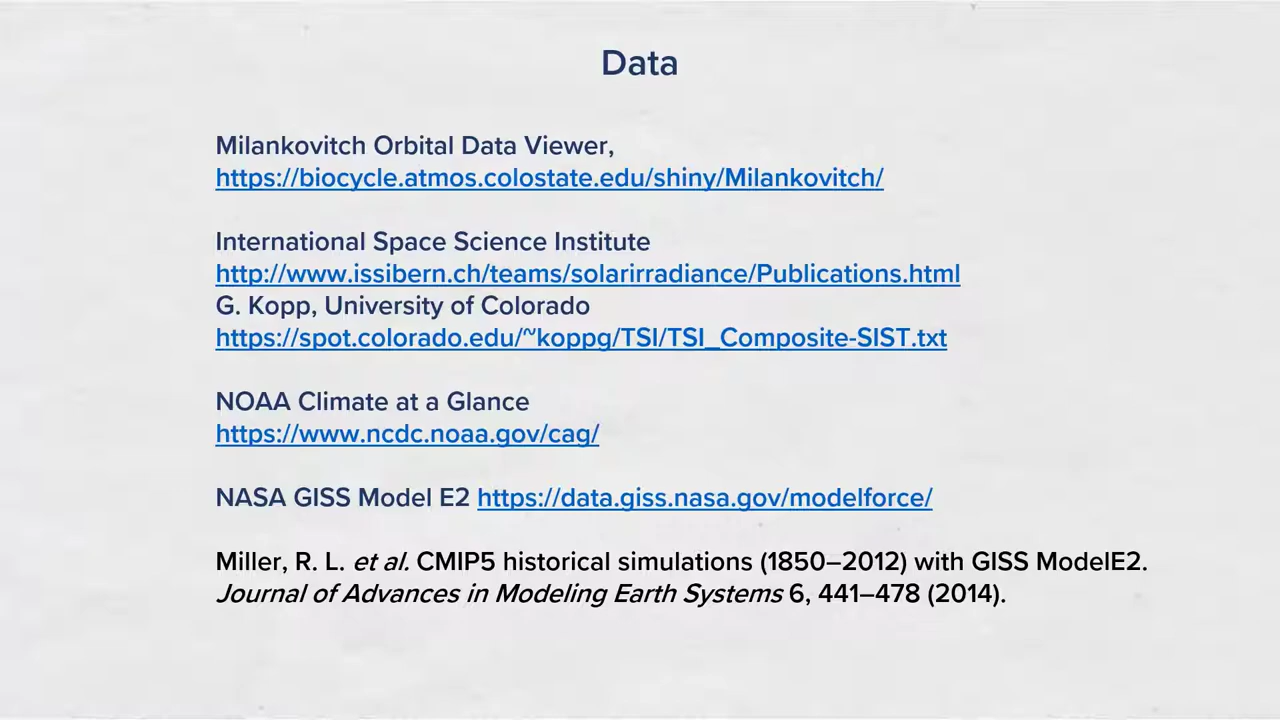 Data
Milankovitch Orbital Data Viewer,
https://biocycle.atmos.colostate.edu/shiny/Milankovitch/
International Space Science Institute
http://www.issibern.ch/teams/solarirradiance/Publications.html
G. Kopp, University of Colorado
https://spot.colorado.edu/~koppg/TSI/TSI_Composite-SIST.txt
NOAA Climate at a Glance
https://www.ncdc.noaa.gov/cag/
NASA GISS Model E2 https://data.giss.nasa.gov/modelforce/
Miller, R. L. et al. CMIP5 historical simulations (1850–2012) with GISS ModelE2.
Journal of Advances in Modeling Earth Systems 6, 441–478 (2014).